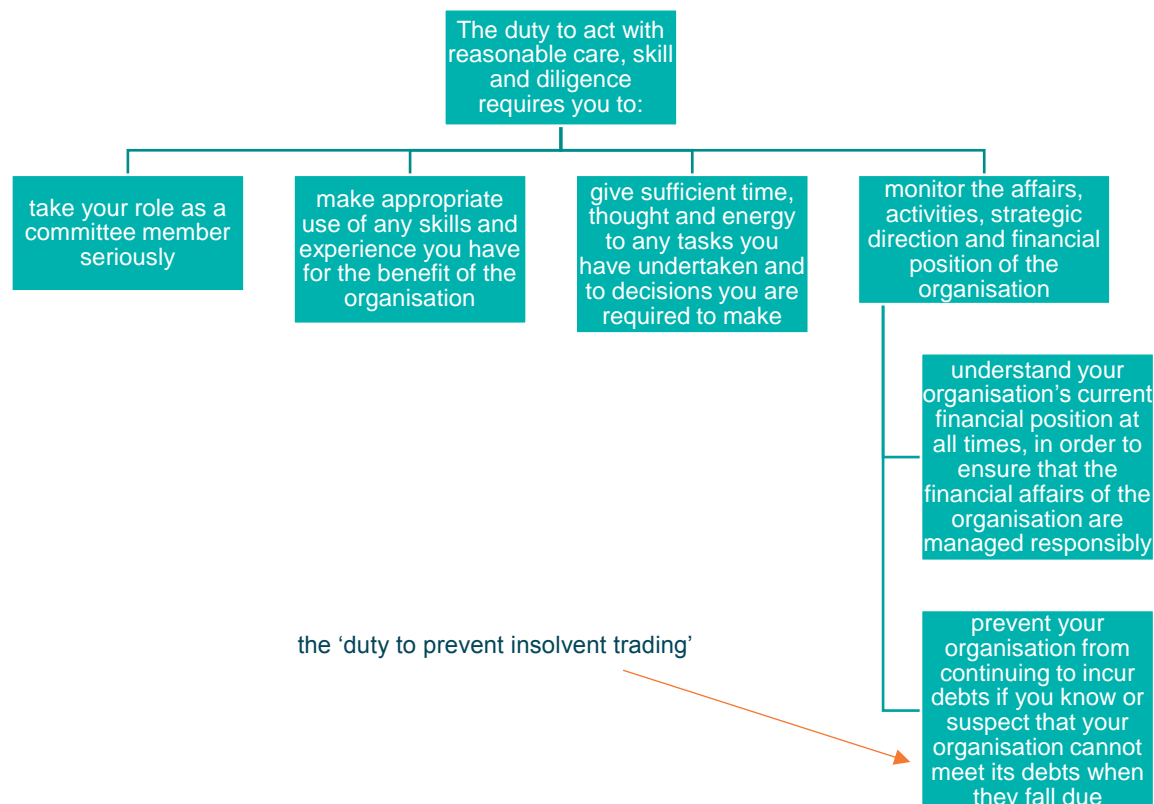 The duty to act with
reasonable care, skill
and diligence
requires you to:
take your role as a
committee member
seriously
make appropriate
use of any skills and
experience you have
for the benefit of the
organisation
give sufficient time,
thought and energy
to any tasks you
have undertaken and
to decisions you are
required to make
monitor the affairs,
activities, strategic
direction and financial
position of the
organisation
understand your
organisation’s current
financial position at
all times, in order to
ensure that the
financial affairs of the
organisation are
managed responsibly
the ‘duty to prevent insolvent trading’
prevent your
organisation from
continuing to incur
debts if you know or
suspect that your
organisation cannot
meet its debts when
they fall due